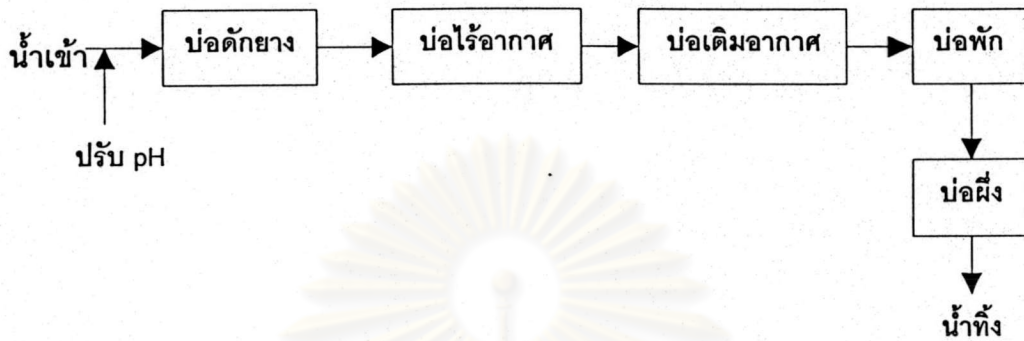 น้ำเข้า
ปรับ pH
บ่อดักยาง
บ่อไร้อากาศ
บ่อเติมอากาศ
บ่อพัก
บ่อผึ่ง
น้ำทิ้ง